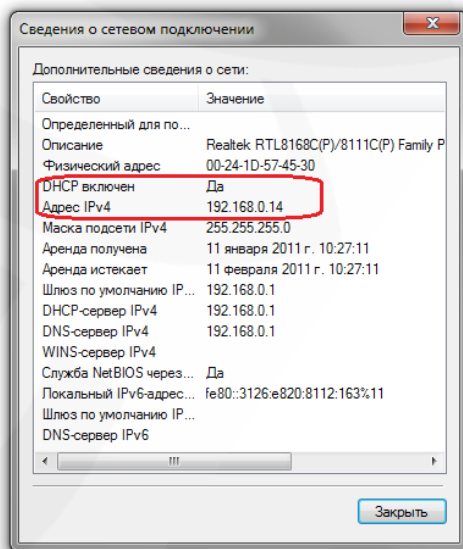 Сведения о сетевом подключении
Дополнительные сведения о сети:
Свойство Значение
Определенный для по...
Описание Realtek RTL8168C(P)/8111C(P) Family P
Физический адрес 00-24-1D-57-45-30
DHCP включен Да
Адрес IPv4 192.168.0.14
Маска подсети IPv4 255.255.255.0
Аренда получена 11 января 2011 г. 10:27:11
Аренда истекает 11 февраля 2011 г. 10:27:11
Шлюз по умолчанию IP... 192.168.0.1
DHCP-сервер IPv4 192.168.0.1
DNS-сервер IPv4 192.168.0.1
WINS-сервер IPv4
Служба NetBIOS через... Да
Локальный IPv6-адрес... fe80::3126:e820:8112:163%11
Шлюз по умолчанию IP...
DNS-сервер IPv6
Закрыть